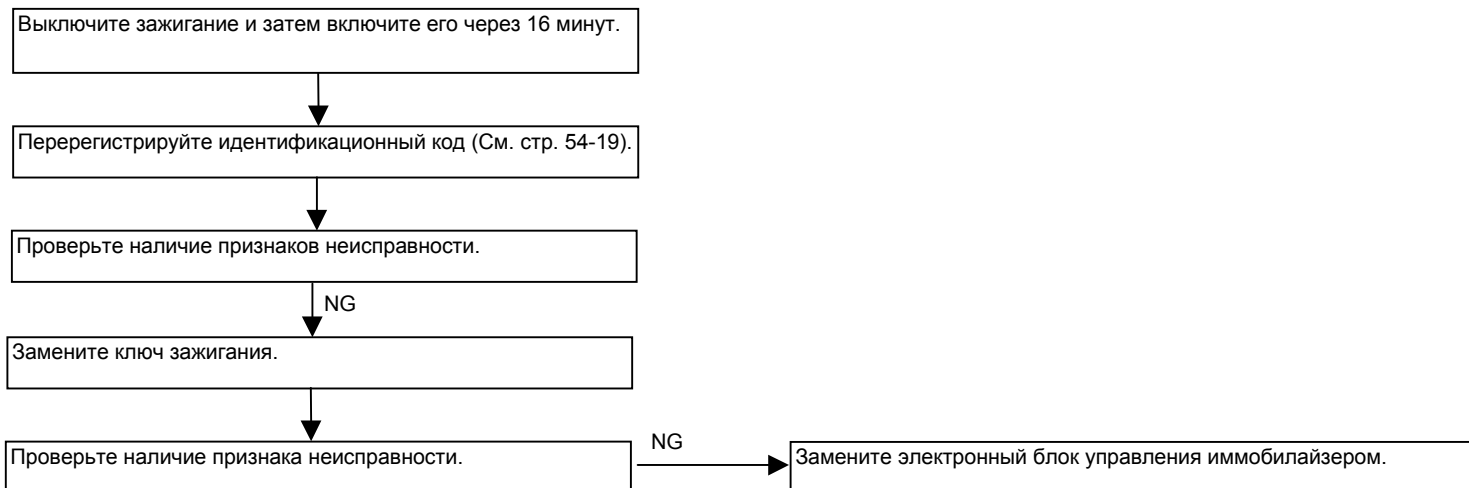 Выключите зажигание и затем включите его через 16 минут.
Перерегистрируйте идентификационный код (См. стр. 54-19).
Проверьте наличие признаков неисправности.
NG
Замените ключ зажигания.
Проверьте наличие признака неисправности.
NG
Замените электронный блок управления иммобилайзером.